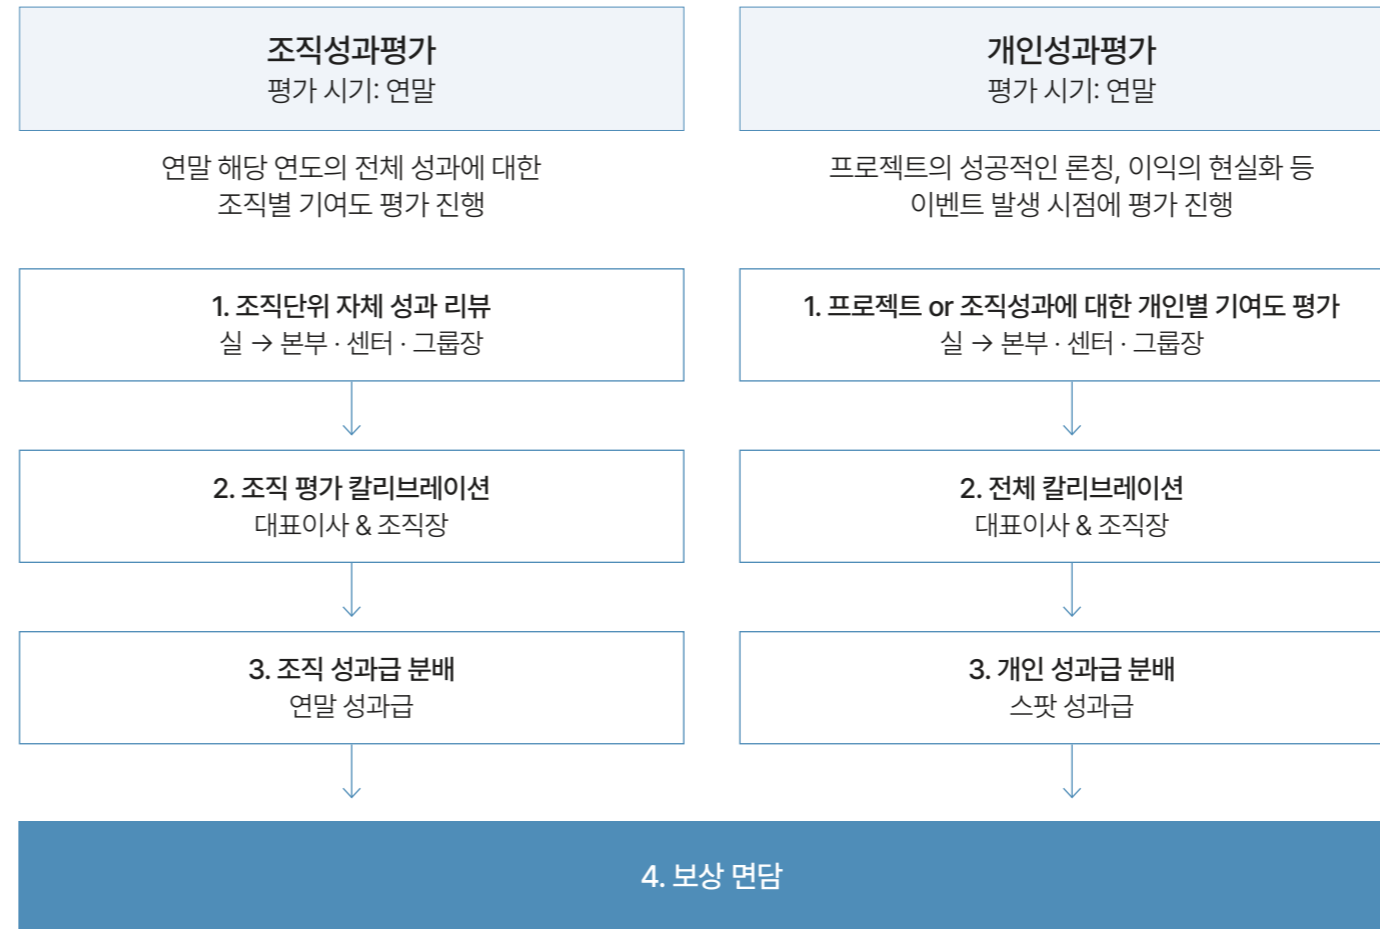 조직성과평가
평가 시기: 연말
연말 해당 연도의 전체 성과에 대한
조직별 기여도 평가 진행
1. 조직단위 자체 성과 리뷰
실 → 본부 · 센터 · 그룹장
2. 조직 평가 칼리브레이션
대표이사 & 조직장
3. 조직 성과급 분배
연말 성과급
개인성과평가
평가 시기: 연말
프로젝트의 성공적인 론칭, 이익의 현실화 등
이벤트 발생 시점에 평가 진행
1. 프로젝트 or 조직성과에 대한 개인별 기여도 평가
실 → 본부 · 센터 · 그룹장
2. 전체 칼리브레이션
대표이사 & 조직장
3. 개인 성과급 분배
스팟 성과급
4. 보상 면담